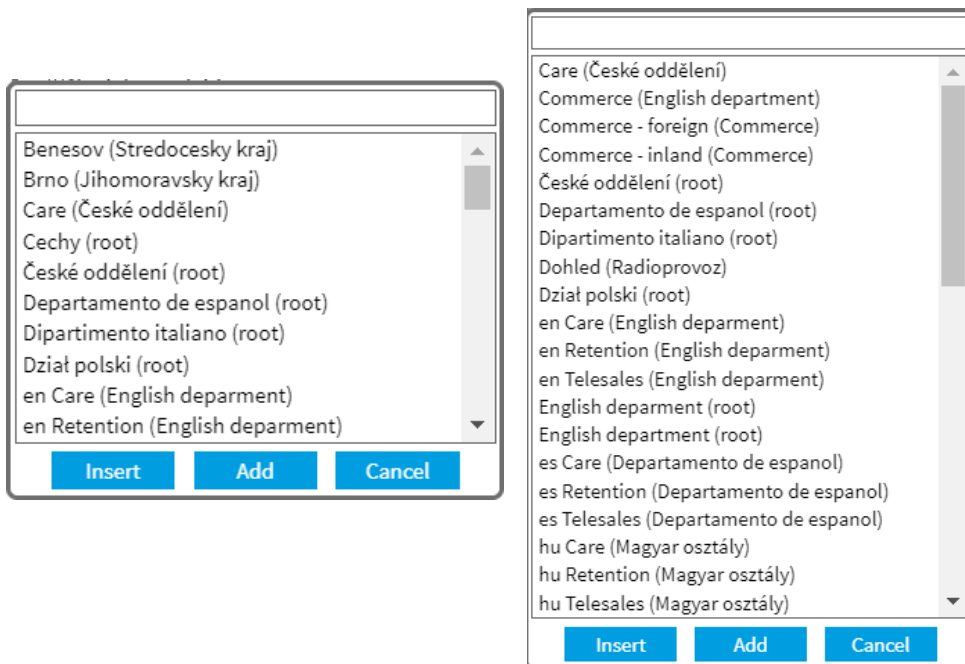 Benesov (Stredocesky kraj)
Brno (Jihomoravsky kraj)
Care (České oddělení)
Cechy (root)
České oddělení (root)
Departamento de espanol (root)
Dipartimento italiano (root)
Dział polski (root)
en Care (English deparment)
en Retention (English deparment)
Insert Add Cancel
Care (České oddělení)
Commerce (English department)
Commerce - foreign (Commerce)
Commerce - inland (Commerce)
České oddělení (root)
Departamento de espanol (root)
Dipartimento italiano (root)
Dohled (Radioprovoz)
Dział polski (root)
en Care (English deparment)
en Retention (English deparment)
en Telesales (English deparment)
English deparment (root)
English department (root)
es Care (Departamento de espanol)
es Retention (Departamento de espanol)
es Telesales (Departamento de espanol)
hu Care (Magyar osztály)
hu Retention (Magyar osztály)
hu Telesales (Magyar osztály)
Insert Add Cancel